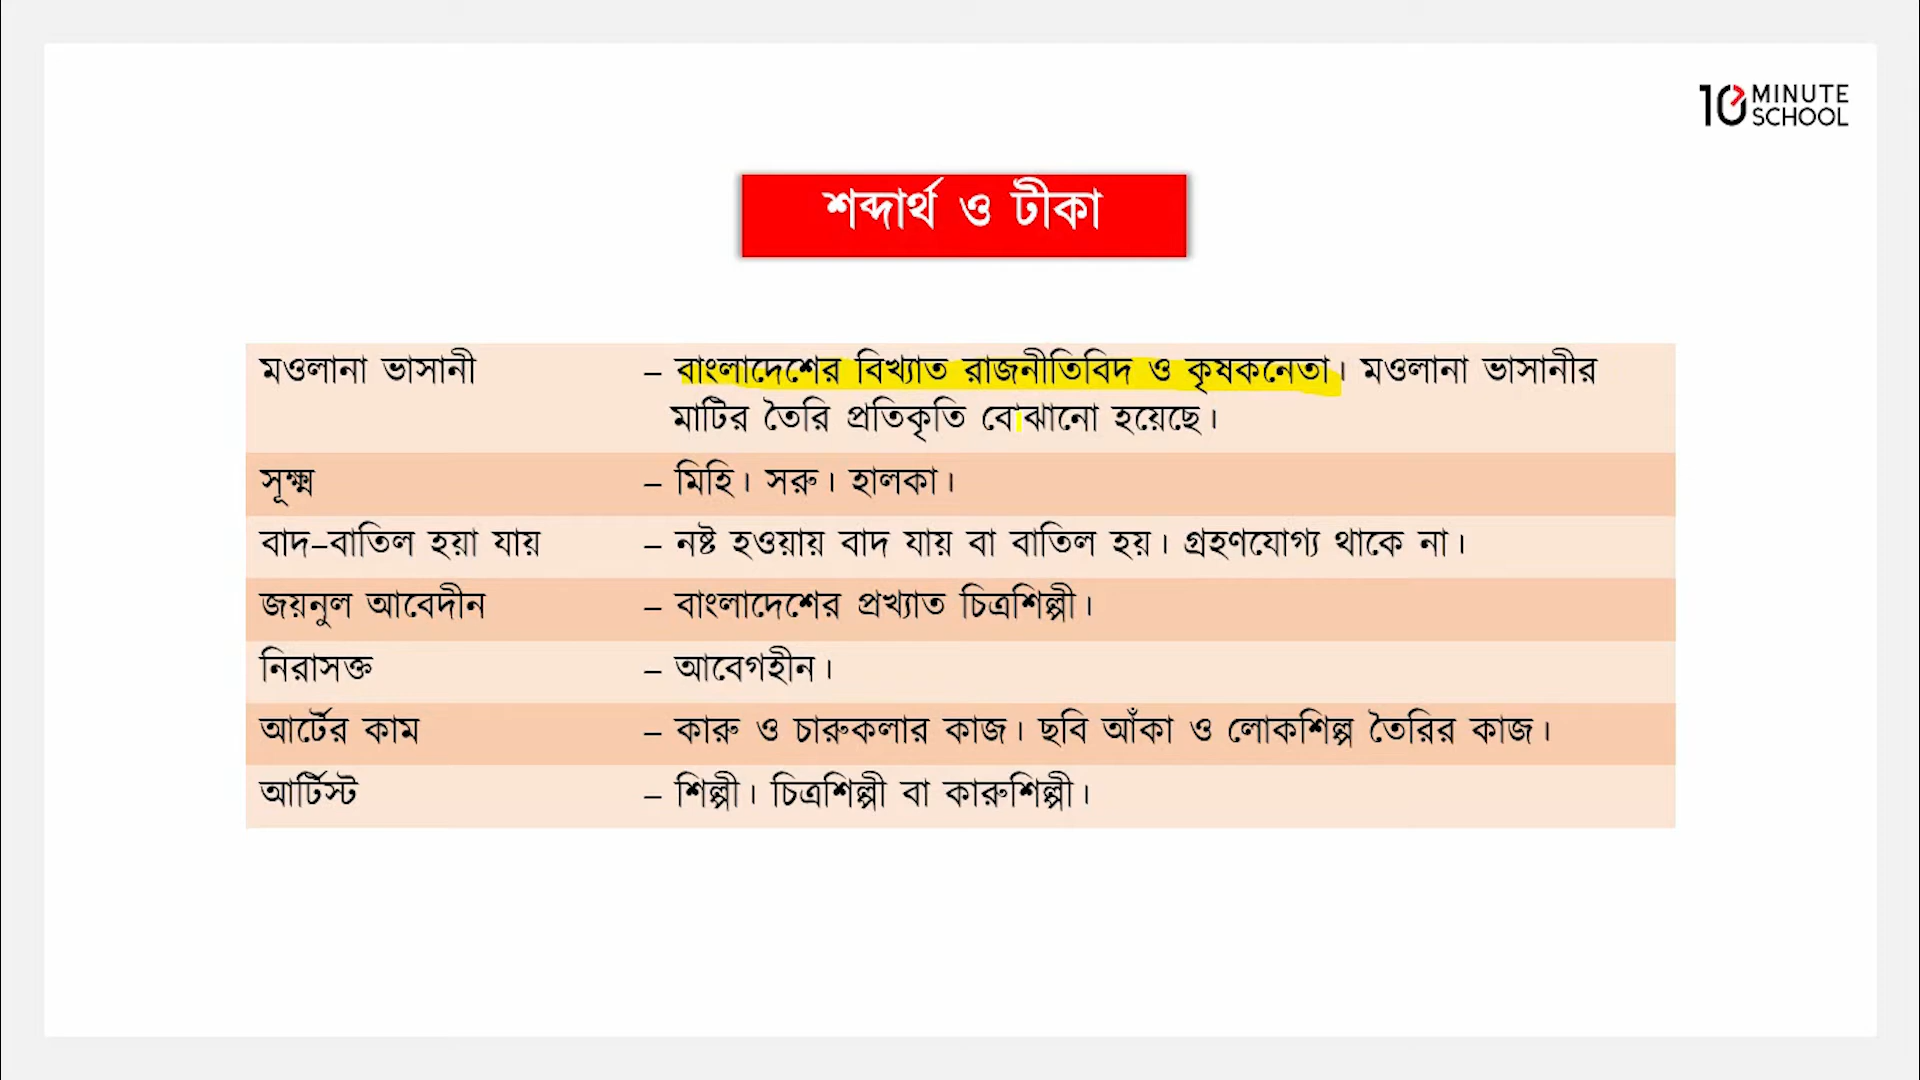 10 MINUTE SCHOOL
শব্দার্থ ও টীকা
মওলানা ভাসানী – বাংলাদেশের বিখ্যাত রাজনীতিবিদ ও কৃষকনেতা। মওলানা ভাসানীর
মাটির তৈরি প্রতিকৃতি বোঝানো হয়েছে।
সূক্ষ্ম – মিহি। সরু। হালকা।
বাদ–বাতিল হয়া যায় – নষ্ট হওয়ায় বাদ যায় বা বাতিল হয়। গ্রহণযোগ্য থাকে না।
জয়নুল আবেদীন – বাংলাদেশের প্রখ্যাত চিত্রশিল্পী।
নিরাসক্ত – আবেগহীন।
আর্টের কাম – কারু ও চারুকলার কাজ। ছবি আঁকা ও লোকশিল্প তৈরির কাজ।
আর্টিস্ট – শিল্পী। চিত্রশিল্পী বা কারুশিল্পী।